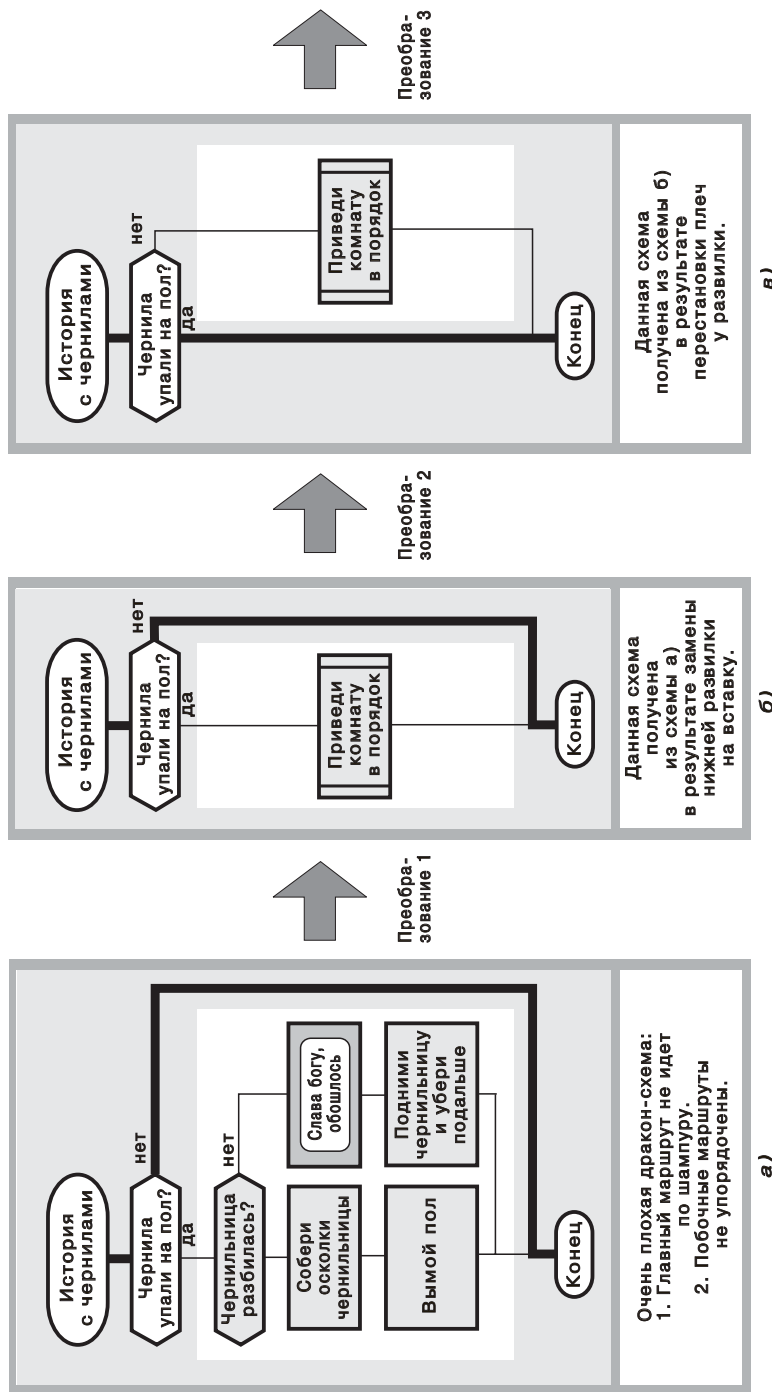 История
с чернилами
Чернила
упали на пол?
нет
да
Чернильница
разбилась?
нет
Собери
осколки
чернильницы
Слава богу,
обошлось
Вымой пол
Подними
чернильницу
и убери
подальше
Конец
Очень плохая дракон-схема:
1. Главный маршрут не идет
по шампуру.
2. Побочные маршруты
не упорядочены.
а)
Преобра-
зование 1
История
с чернилами
Чернила
упали на пол?
нет
да
Приведи
комнату
в порядок
Конец
Данная схема
получена
из схемы а)
в результате замены
нижней развилки
на вставку.
б)
Преобра-
зование 2
История
с чернилами
Чернила
упали на пол?
нет
да
Приведи
комнату
в порядок
Конец
Данная схема
получена из схемы б)
в результате
перестановки плеч
у развилки.
в)
Преобра-
зование 3